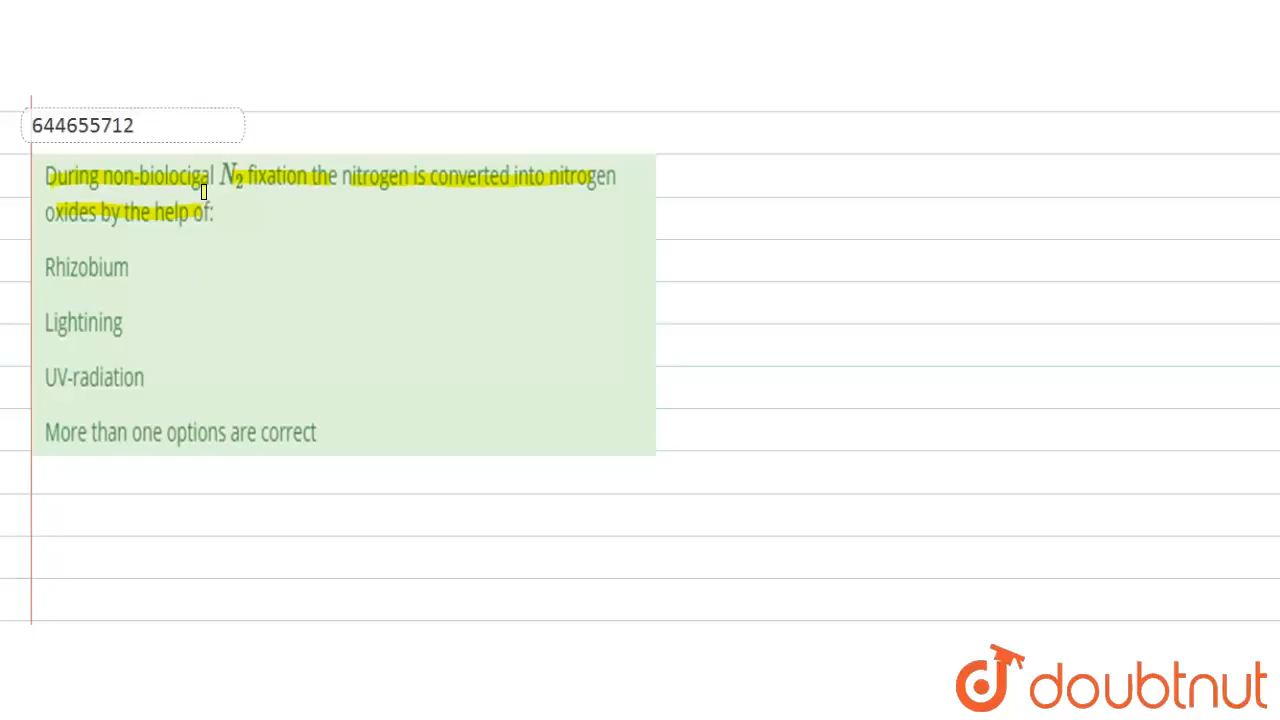 644655712
During non-biolocigal N₂ fixation the nitrogen is converted into nitrogen
oxides by the help of:
Rhizobium
Lightining
UV-radiation
More than one options are correct
doubtnut